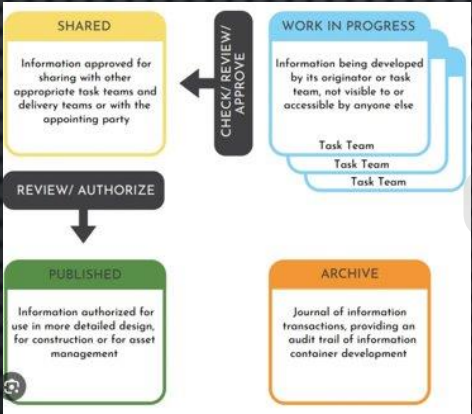 SHARED
Information approved for
sharing with other
appropriate task teams and
delivery teams or with the
appointing party
CHECK/ REVIEW/
APPROVE
WORK IN PROGRESS
Information being developed
by its originator or task
team, not visible to or
accessible by anyone else
Task Team
Task Team
Task Team
REVIEW/ AUTHORIZE
PUBLISHED
Information authorized for
use in more detailed design,
for construction or for asset
management
ARCHIVE
Journal of information
transactions, providing an
audit trail of information
container development